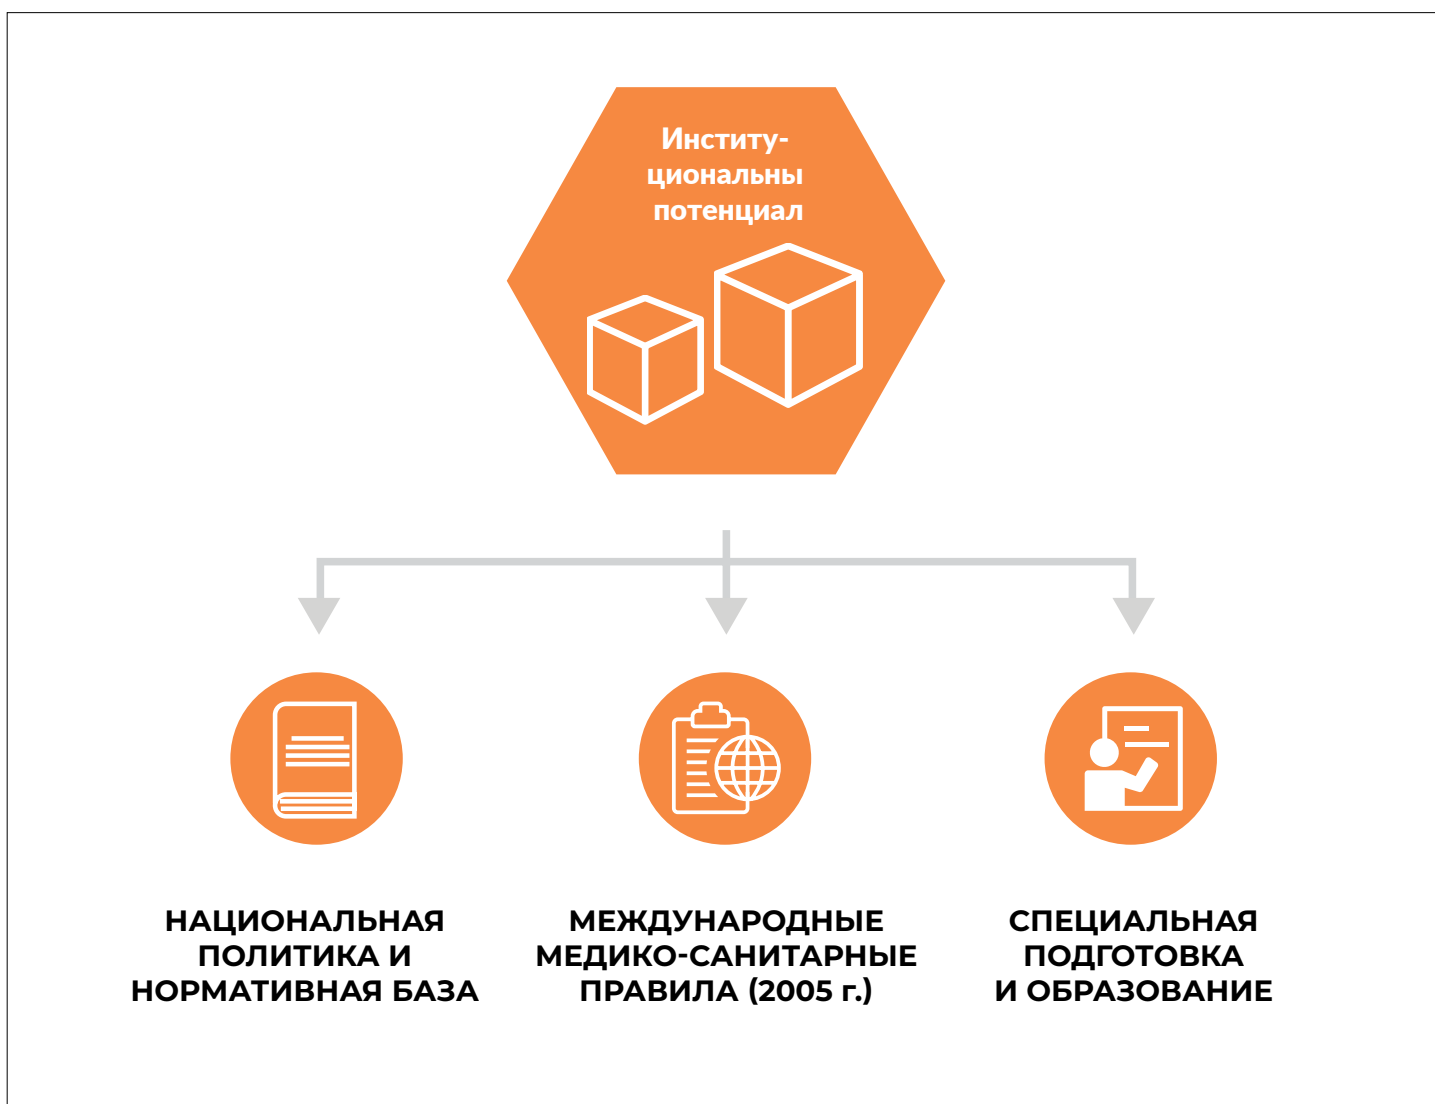 Институ-
циональны
потенциал
НАЦИОНАЛЬНАЯ
ПОЛИТИКА И
НОРМАТИВНАЯ БАЗА
МЕЖДУНАРОДНЫЕ
МЕДИКО-САНИТАРНЫЕ
ПРАВИЛА (2005 г.)
СПЕЦИАЛЬНАЯ
ПОДГОТОВКА
И ОБРАЗОВАНИЕ